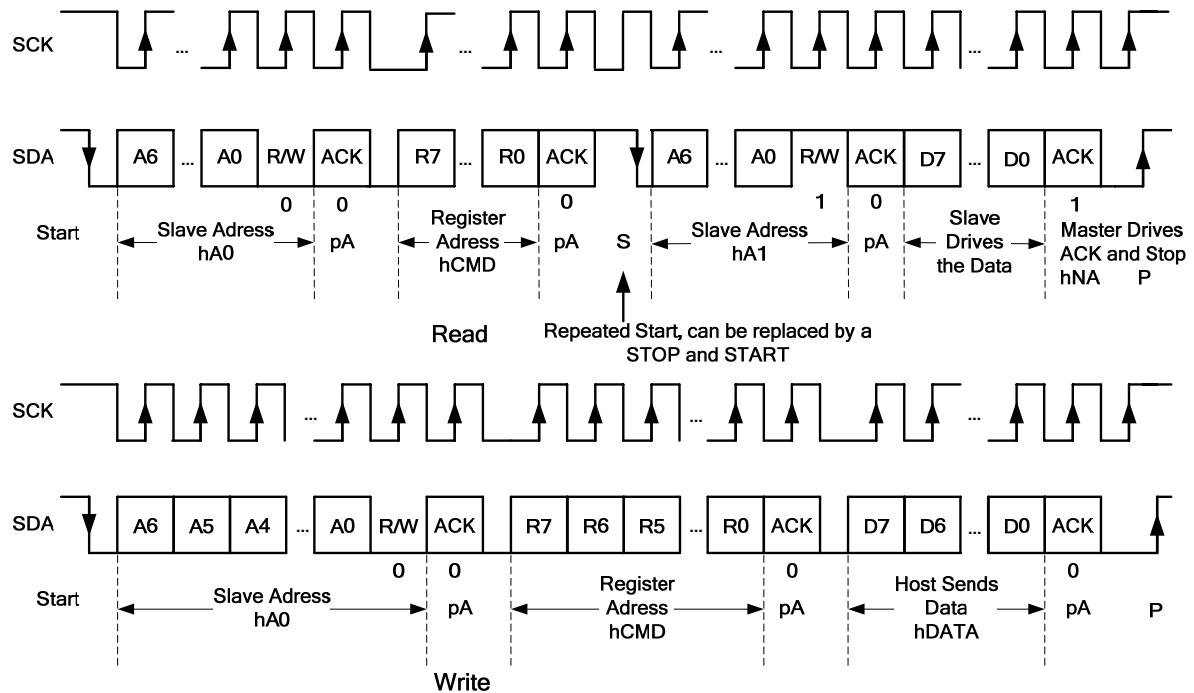 SCK ... ... ... ...
SDA A6 ... A0 R/W ACK R7 ... R0 ACK A6 ... A0 R/W ACK D7 ... D0 ACK
0 0 0 1 0 1
Start
Slave Adress
hA0
pA
Register
Adress
hCMD
pA
S
Slave Adress
hA1
pA
Slave
Drives
the Data
Master Drives
ACK and Stop
hNA P
Read
Repeated Start, can be replaced by a
STOP and START
SCK ... ... ...
SDA A6 A5 A4 ... A0 R/W ACK R7 R6 R5 ... R0 ACK D7 D6 ... D0 ACK
0 0 0 0
Start
Slave Adress
hA0
pA
Register
Adress
hCMD
pA
Host Sends
Data
hDATA
pA
P
Write